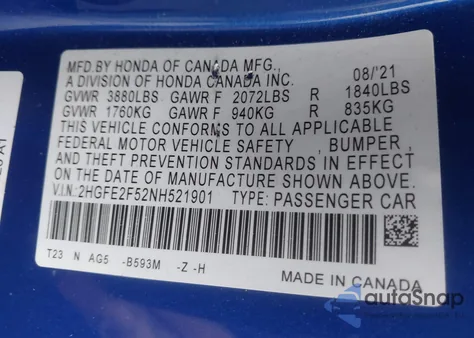 MFD.BY HONDA OF CANADA MFG.,
A DIVISION OF HONDA CANADA INC. 08/'21
GVWR 3880LBS GAWR F 2072LBS R 1840LBS
GVWR 1760KG GAWR F 940KG R 835KG
THIS VEHICLE CONFORMS TO ALL APPLICABLE
FEDERAL MOTOR VEHICLE SAFETY , BUMPER ,
AND THEFT PREVENTION STANDARDS IN EFFECT
ON THE DATE OF MANUFACTURE SHOWN ABOVE.
V.I.N:2HGFE2F52NH521901 TYPE: PASSENGER CAR
T23 N AG5 -B593M -Z -H
MADE IN CANADA
autoSnap